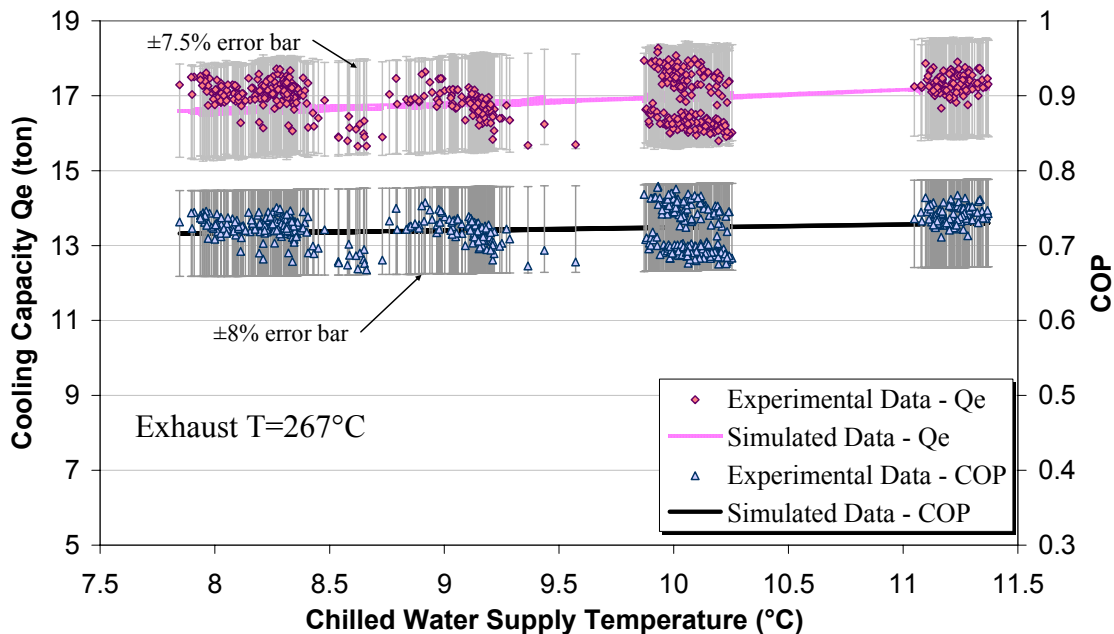 19
17
15
13
11
9
7
5
Cooling Capacity Qe (ton)
±7.5% error bar
±8% error bar
Exhaust T=267°C
Experimental Data - Qe
Simulated Data - Qe
Experimental Data - COP
Simulated Data - COP
1
0.9
0.8
0.7
0.6
0.5
0.4
0.3
COP
7.5 8 8.5 9 9.5 10 10.5 11 11.5
Chilled Water Supply Temperature (°C)